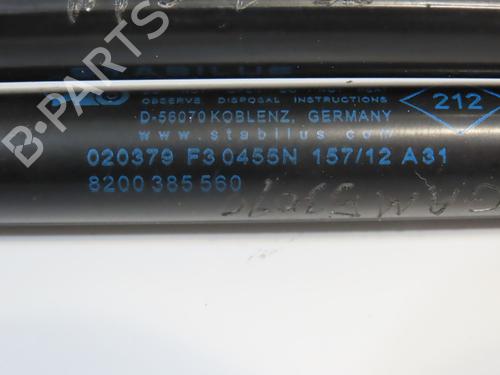 STABILUS
OBSERVE DISPOSAL INSTRUCTIONS
D-56070 KOBLENZ, GERMANY
www.stabilus.com
212
020379 F3 0455N 157/12 A31
8200 385 560
B-PARTS